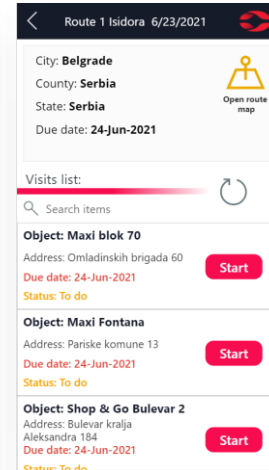 Route 1 Isidora 6/23/2021
City: Belgrade
County: Serbia
State: Serbia
Due date: 24-Jun-2021
Open route
map
Visits list:
Search items
Object: Maxi blok 70
Address: Omladinskih brigada 60
Due date: 24-Jun-2021
Status: To do
Start
Object: Maxi Fontana
Address: Pariske komune 13
Due date: 24-Jun-2021
Status: To do
Start
Object: Shop & Go Bulevar 2
Address: Bulevar kralja
Aleksandra 184
Due date: 24-Jun-2021
Status: To do
Start